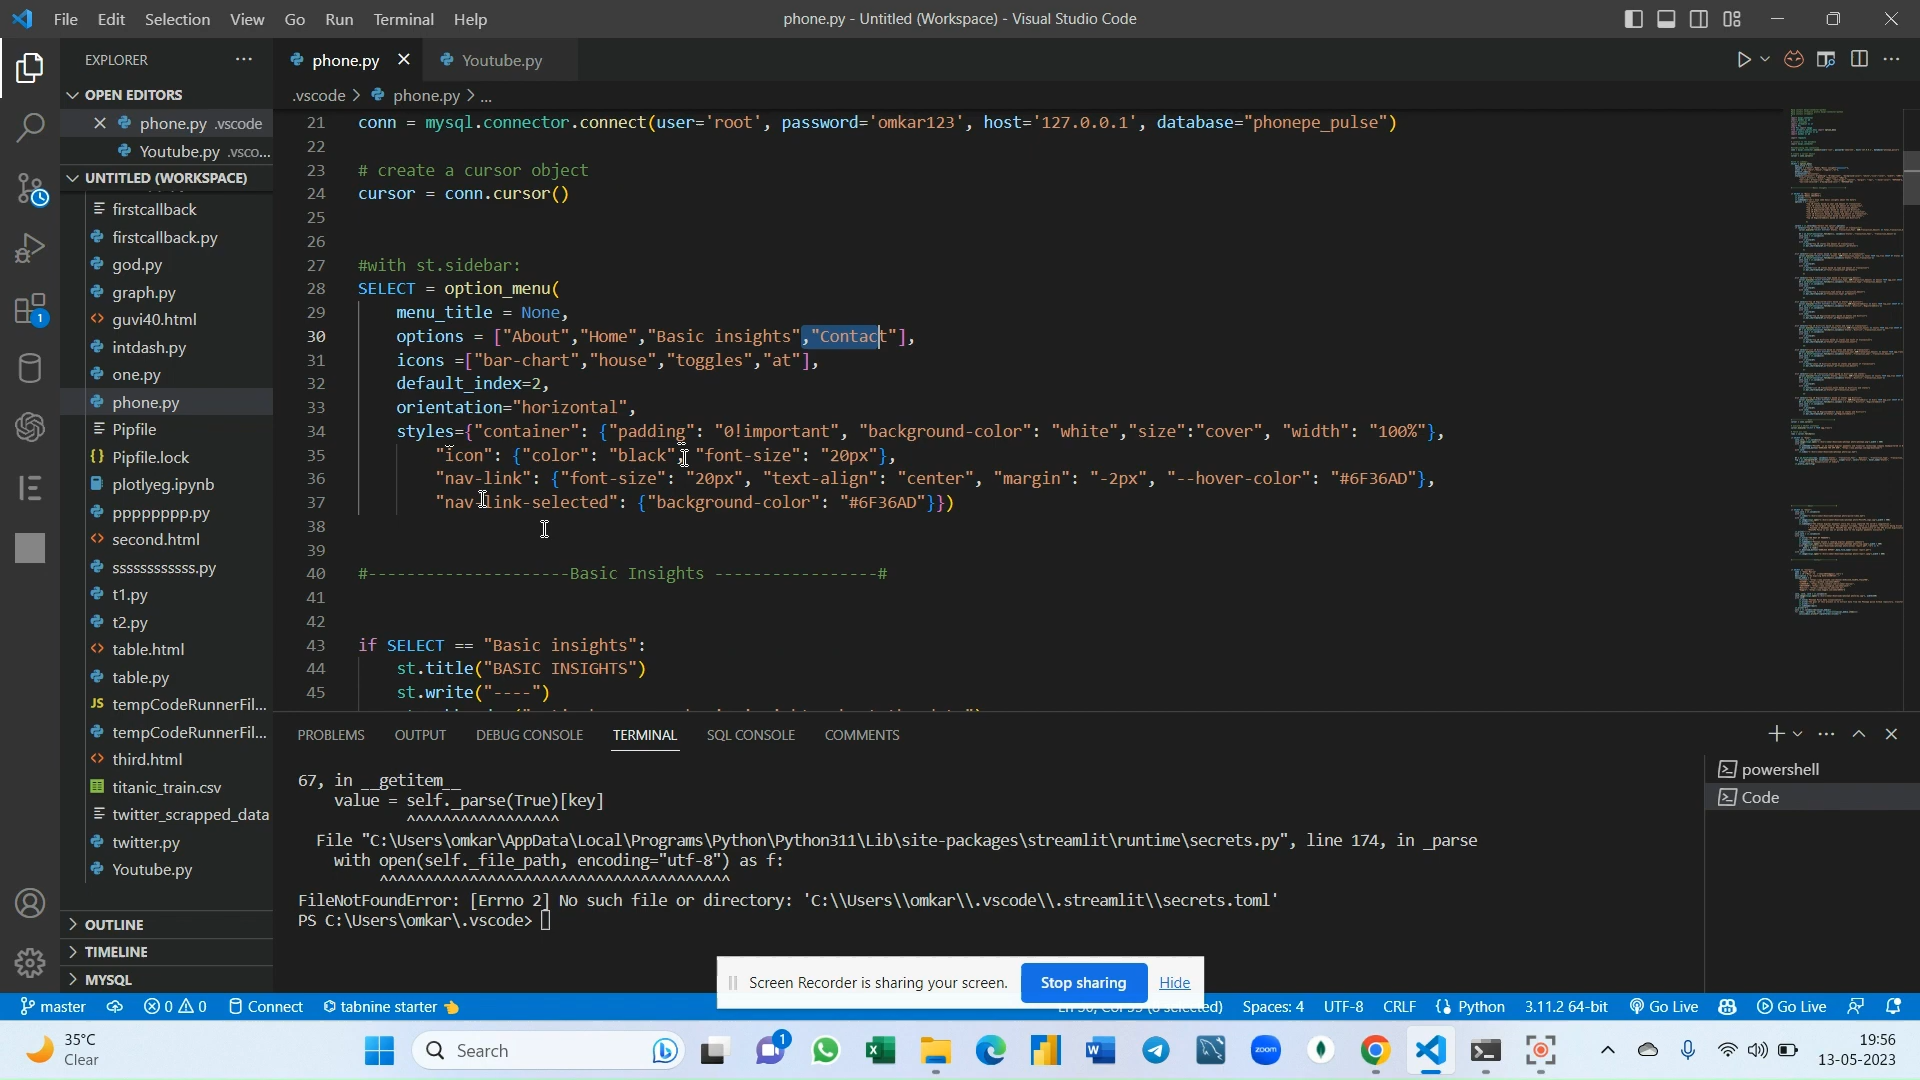 File Edit Selection View Go Run Terminal Help
phone.py - Untitled (Workspace) - Visual Studio Code
EXPLORER
phone.py
Youtube.py
OPEN EDITORS
phone.py .vscode
Youtube.py .vsco...
UNTITLED (WORKSPACE)
firstcallback
firstcallback.py
god.py
graph.py
guvi40.html
intdash.py
one.py
phone.py
Pipfile
Pipfile.lock
plotlyeg.ipynb
pppppppp.py
second.html
ssssssssssss.py
t1.py
t2.py
table.html
table.py
JS tempCodeRunnerFil...
tempCodeRunnerFil...
third.html
titanic_train.csv
twitter_scrapped_data
twitter.py
Youtube.py
OUTLINE
TIMELINE
MYSQL
.vscode > phone.py > ...
21 conn = mysql.connector.connect(user='root', password='omkar123', host='127.0.0.1', database="phonepe_pulse")
22
23 # create a cursor object
24 cursor = conn.cursor()
25
26
27 #with st.sidebar:
28 SELECT = option_menu(
29 menu_title = None,
30 options = ["About","Home","Basic insights","Contact"],
31 icons =["bar-chart","house","toggles","at"],
32 default_index=2,
33 orientation="horizontal",
34 styles={"container": {"padding": "0!important", "background-color": "white","size":"cover", "width": "100%"},
35 "icon": {"color": "black", "font-size": "20px"},
36 "nav-link": {"font-size": "20px", "text-align": "center", "margin": "-2px", "--hover-color": "#6F36AD"},
37 "nav-link-selected": {"background-color": "#6F36AD"}})
38
39
40 #---------------------Basic Insights -----------------#
41
42
43 if SELECT == "Basic insights":
44 st.title("BASIC INSIGHTS")
45 st.write("----")
PROBLEMS OUTPUT DEBUG CONSOLE TERMINAL SQL CONSOLE COMMENTS
67, in __getitem__
value = self._parse(True)[key]
^^^^^^^^^^^^^^^^^
File "C:\Users\omkar\AppData\Local\Programs\Python\Python311\Lib\site-packages\streamlit\runtime\secrets.py", line 174, in _parse
with open(self._file_path, encoding="utf-8") as f:
^^^^^^^^^^^^^^^^^^^^^^^^^^^^^^^^^^^^^^
FileNotFoundError: [Errno 2] No such file or directory: 'C:\\Users\\omkar\\.vscode\\.streamlit\\secrets.toml'
PS C:\Users\omkar\.vscode>
powershell
Code
Screen Recorder is sharing your screen. Stop sharing Hide
master 0 0 Connect tabnine starter Spaces: 4 UTF-8 CRLF Python 3.11.2 64-bit Go Live Go Live
35°C
Clear
Search
1
zoom
19:56
13-05-2023